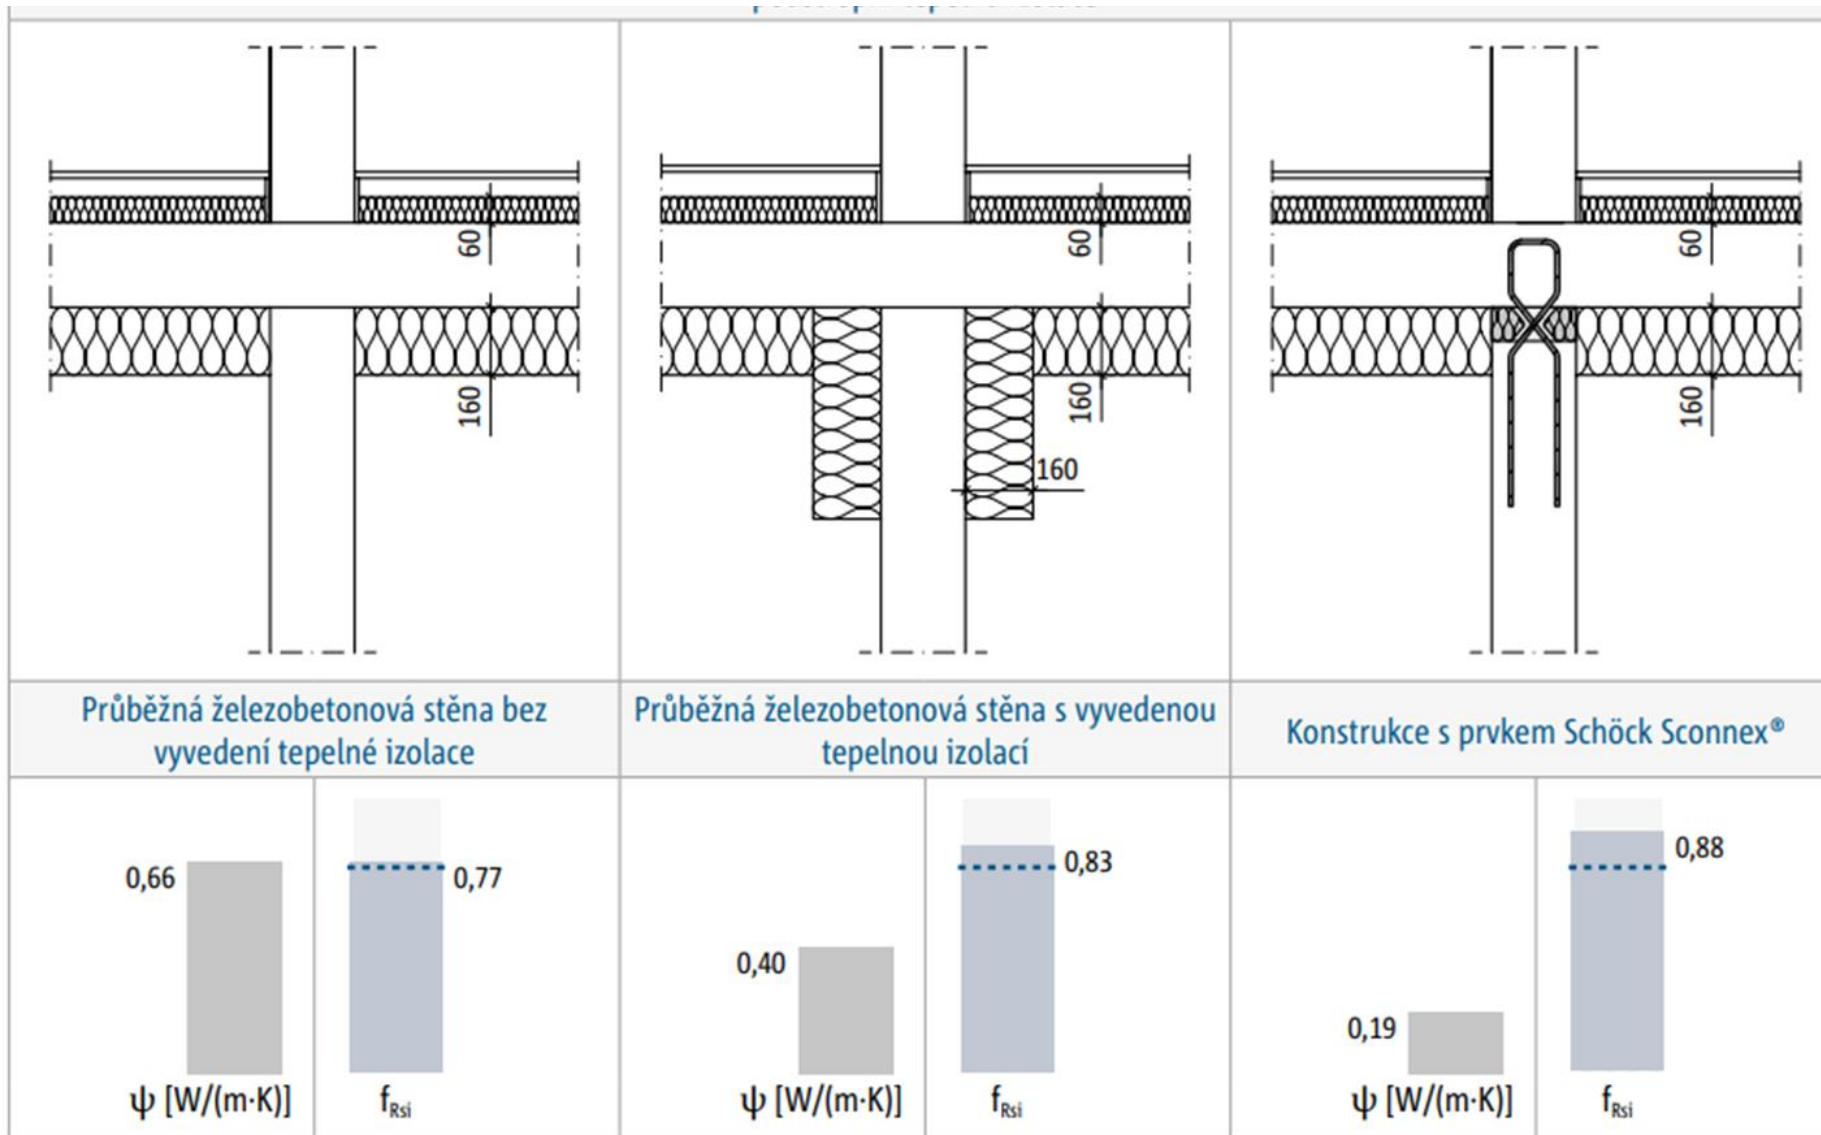 60
160
60
160
160
60
160
Průběžná železobetonová stěna bez
vyvedení tepelné izolace
Průběžná železobetonová stěna s vyvedenou
tepelnou izolací
Konstrukce s prvkem Schöck Sconnex®
0,66
0,77
0,40
0,83
0,19
0,88
ψ [W/(m·K)]
fRsi
ψ [W/(m·K)]
fRsi
ψ [W/(m·K)]
fRsi